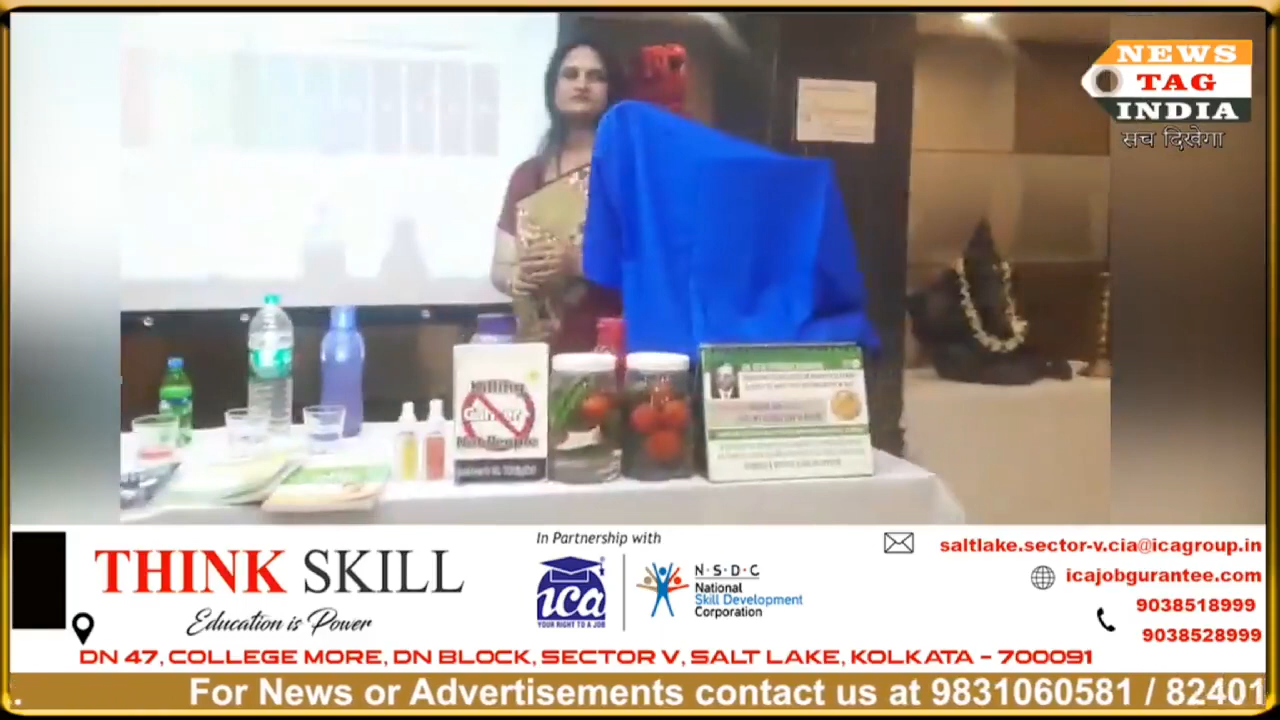 NEWS
TAG
INDIA
सच दिखेगा
Killing
Cancer-
Not People
THINK SKILL
Education is Power
In Partnership with
ica
YOUR RIGHT TO A JOB
N·S·D·C
National
Skill Development
Corporation
saltlake.sector-v.cia@icagroup.in
icajobgurantee.com
9038518999
9038528999
DN 47, COLLEGE MORE, DN BLOCK, SECTOR V, SALT LAKE, KOLKATA - 700091
. For News or Advertisements contact us at 9831060581 / 82401